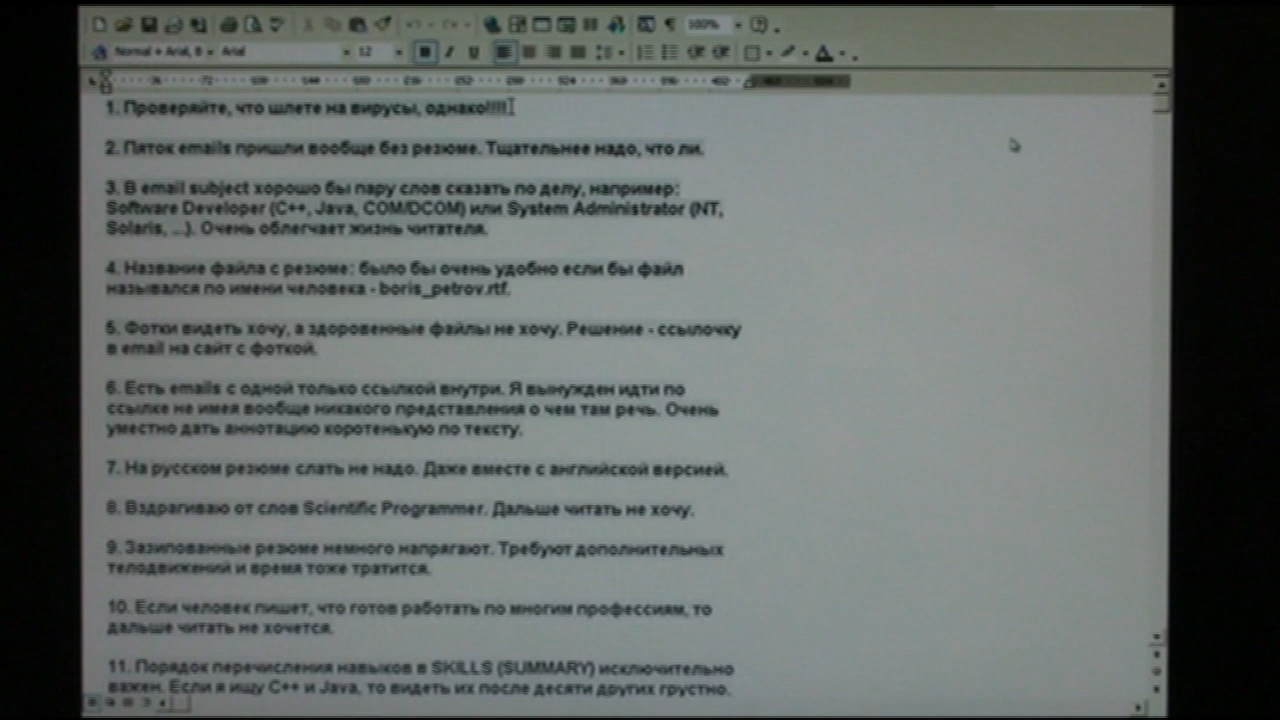 100%
Normal + Arial, B
Arial
12
1. Проверяйте, что шлете на вирусы, однако!!!!
2. Пяток emails пришли вообще без резюме. Тщательнее надо, что ли.
3. В email subject хорошо бы пару слов сказать по делу, например:
Software Developer (C++, Java, COM/DCOM) или System Administrator (NT,
Solaris, ...). Очень облегчает жизнь читателя.
4. Название файла с резюме: было бы очень удобно если бы файл
назывался по имени человека - boris_petrov.rtf.
5. Фотки видеть хочу, а здоровенные файлы не хочу. Решение - ссылочку
в email на сайт с фоткой.
6. Есть emails с одной только ссылкой внутри. Я вынужден идти по
ссылке не имея вообще никакого представления о чем там речь. Очень
уместно дать аннотацию коротенькую по тексту.
7. На русском резюме слать не надо. Даже вместе с английской версией.
8. Вздрагиваю от слов Scientific Programmer. Дальше читать не хочу.
9. Зазипованные резюме немного напрягают. Требуют дополнительных
телодвижений и время тоже тратится.
10. Если человек пишет, что готов работать по многим профессиям, то
дальше читать не хочется.
11. Порядок перечисления навыков в SKILLS (SUMMARY) исключительно
важен. Если я ищу C++ и Java, то видеть их после десяти других грустно.